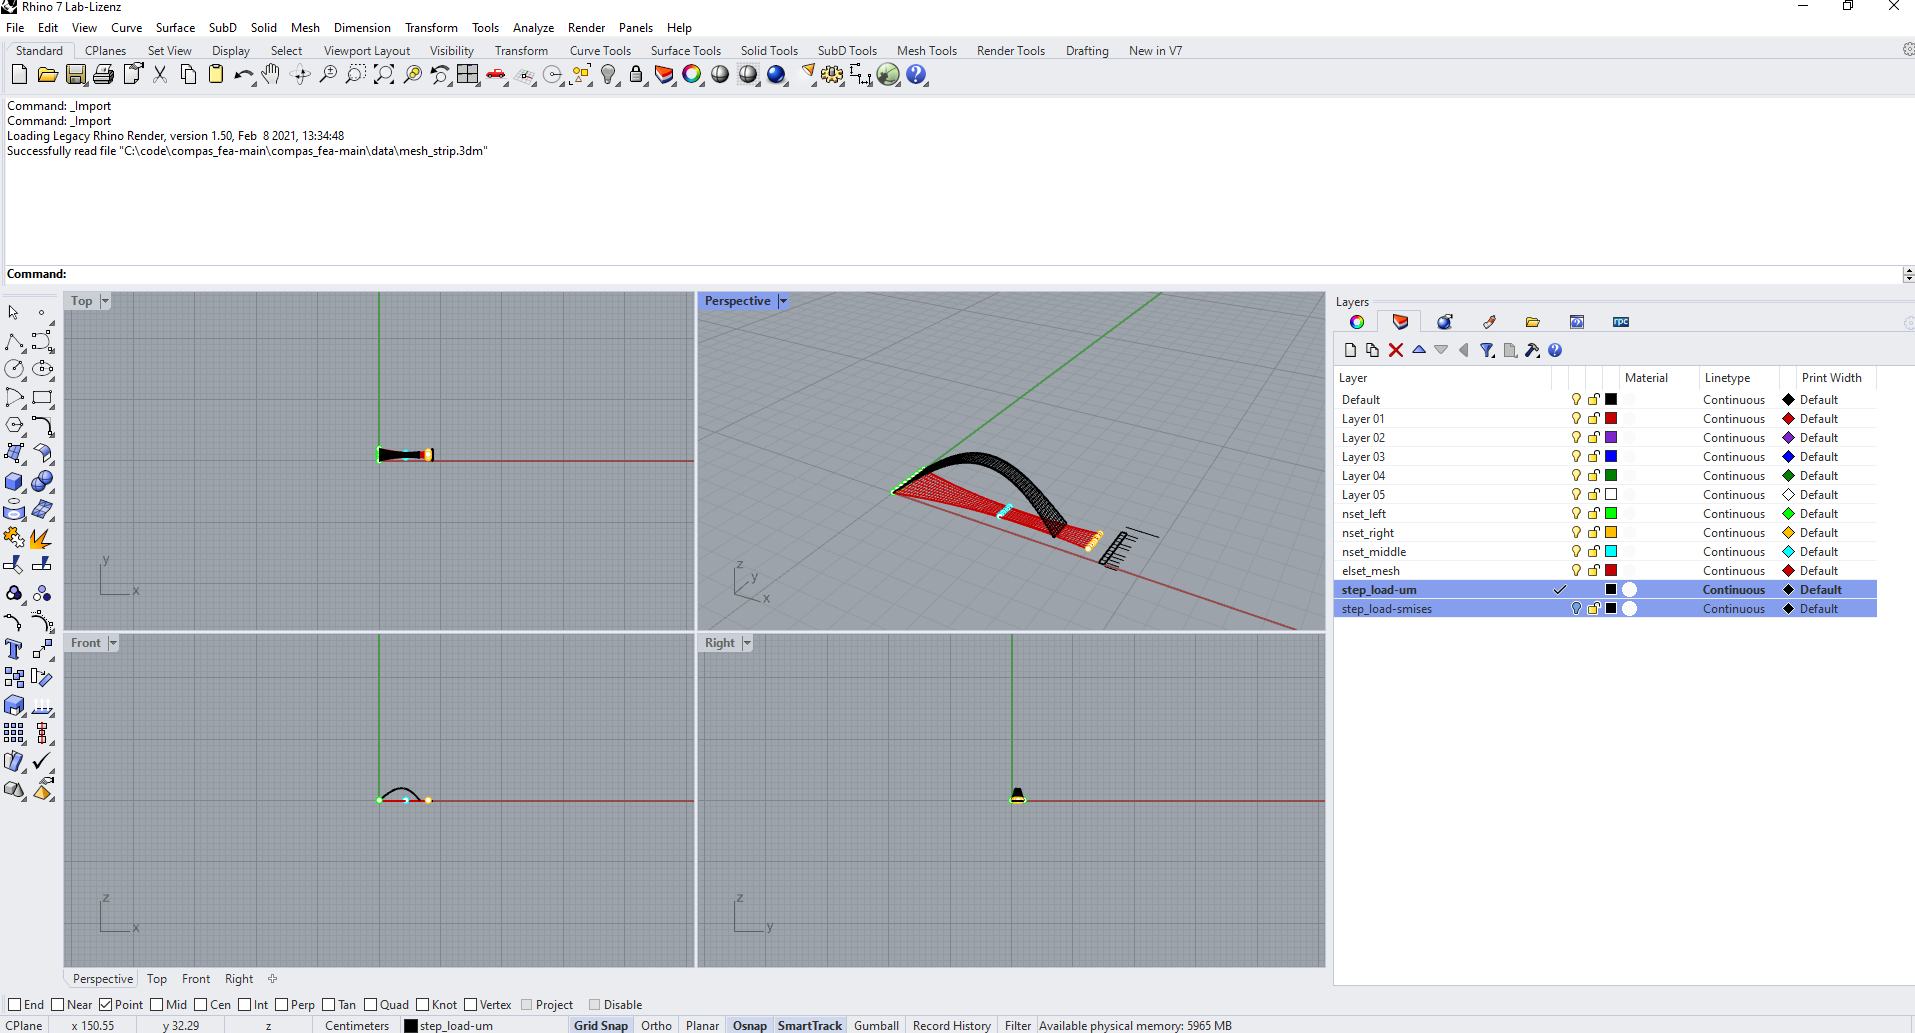 Rhino 7 Lab-Lizenz
File Edit View Curve Surface SubD Solid Mesh Dimension Transform Tools Analyze Render Panels Help
Standard CPlanes Set View Display Select Viewport Layout Visibility Transform Curve Tools Surface Tools Solid Tools SubD Tools Mesh Tools Render Tools Drafting New in V7
Command: _Import
Command: _Import
Loading Legacy Rhino Render, version 1.50, Feb  8 2021, 13:34:48
Successfully read file "C:\code\compas_fea-main\compas_fea-main\data\mesh_strip.3dm"
Command:
Top
y
x
Perspective
z
y
x
Front
z
x
Right
z
y
Layers
rpc
Layer Material Linetype Print Width
Default Continuous Default
Layer 01 Continuous Default
Layer 02 Continuous Default
Layer 03 Continuous Default
Layer 04 Continuous Default
Layer 05 Continuous Default
nset_left Continuous Default
nset_right Continuous Default
nset_middle Continuous Default
elset_mesh Continuous Default
step_load-um Continuous Default
step_load-smises Continuous Default
Perspective Top Front Right
End Near Point Mid Cen Int Perp Tan Quad Knot Vertex Project Disable
CPlane x 150.55 y 32.29 z Centimeters step_load-um Grid Snap Ortho Planar Osnap SmartTrack Gumball Record History Filter Available physical memory: 5965 MB